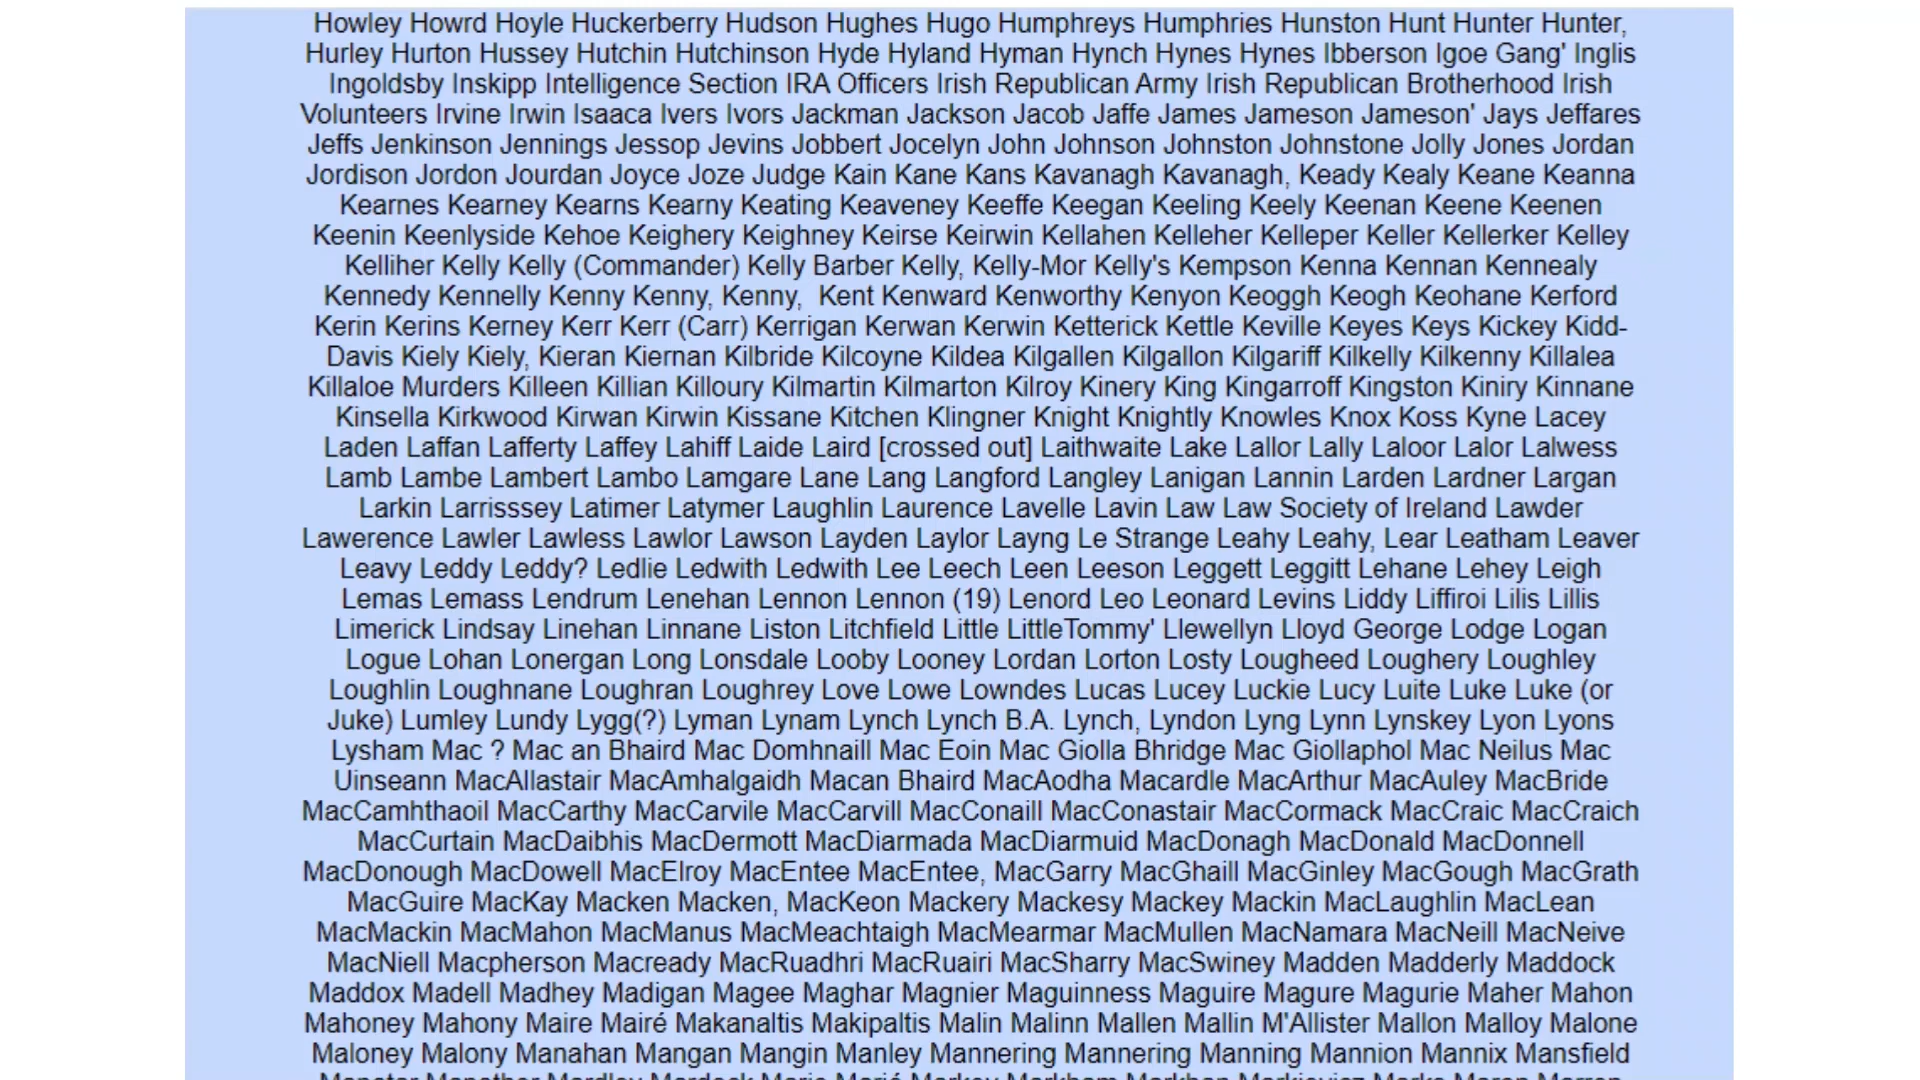 Howley Howrd Hoyle Huckerberry Hudson Hughes Hugo Humphreys Humphries Hunston Hunt Hunter Hunter,
Hurley Hurton Hussey Hutchin Hutchinson Hyde Hyland Hyman Hynch Hynes Hynes Ibberson Igoe Gang' Inglis
Ingoldsby Inskipp Intelligence Section IRA Officers Irish Republican Army Irish Republican Brotherhood Irish
Volunteers Irvine Irwin Isaaca Ivers Ivors Jackman Jackson Jacob Jaffe James Jameson Jameson' Jays Jeffares
Jeffs Jenkinson Jennings Jessop Jevins Jobbert Jocelyn John Johnson Johnston Johnstone Jolly Jones Jordan
Jordison Jordon Jourdan Joyce Joze Judge Kain Kane Kans Kavanagh Kavanagh, Keady Kealy Keane Keanna
Kearnes Kearney Kearns Kearny Keating Keaveney Keeffe Keegan Keeling Keely Keenan Keene Keenen
Keenin Keenlyside Kehoe Keighery Keighney Keirse Keirwin Kellahen Kelleher Kelleper Keller Kellerker Kelley
Kelliher Kelly Kelly (Commander) Kelly Barber Kelly, Kelly-Mor Kelly's Kempson Kenna Kennan Kennealy
Kennedy Kennelly Kenny Kenny, Kenny,  Kent Kenward Kenworthy Kenyon Keoggh Keogh Keohane Kerford
Kerin Kerins Kerney Kerr Kerr (Carr) Kerrigan Kerwan Kerwin Ketterick Kettle Keville Keyes Keys Kickey Kidd-
Davis Kiely Kiely, Kieran Kiernan Kilbride Kilcoyne Kildea Kilgallen Kilgallon Kilgariff Kilkelly Kilkenny Killalea
Killaloe Murders Killeen Killian Killoury Kilmartin Kilmarton Kilroy Kinery King Kingarroff Kingston Kiniry Kinnane
Kinsella Kirkwood Kirwan Kirwin Kissane Kitchen Klingner Knight Knightly Knowles Knox Koss Kyne Lacey
Laden Laffan Lafferty Laffey Lahiff Laide Laird [crossed out] Laithwaite Lake Lallor Lally Laloor Lalor Lalwess
Lamb Lambe Lambert Lambo Lamgare Lane Lang Langford Langley Lanigan Lannin Larden Lardner Largan
Larkin Larrisssey Latimer Latymer Laughlin Laurence Lavelle Lavin Law Law Society of Ireland Lawder
Lawerence Lawler Lawless Lawlor Lawson Layden Laylor Layng Le Strange Leahy Leahy, Lear Leatham Leaver
Leavy Leddy Leddy? Ledlie Ledwith Ledwith Lee Leech Leen Leeson Leggett Leggitt Lehane Lehey Leigh
Lemas Lemass Lendrum Lenehan Lennon Lennon (19) Lenord Leo Leonard Levins Liddy Liffiroi Lilis Lillis
Limerick Lindsay Linehan Linnane Liston Litchfield Little LittleTommy' Llewellyn Lloyd George Lodge Logan
Logue Lohan Lonergan Long Lonsdale Looby Looney Lordan Lorton Losty Lougheed Loughery Loughley
Loughlin Loughnane Loughran Loughrey Love Lowe Lowndes Lucas Lucey Luckie Lucy Luite Luke Luke (or
Juke) Lumley Lundy Lygg(?) Lyman Lynam Lynch Lynch B.A. Lynch, Lyndon Lyng Lynn Lynskey Lyon Lyons
Lysham Mac ? Mac an Bhaird Mac Domhnaill Mac Eoin Mac Giolla Bhridge Mac Giollaphol Mac Neilus Mac
Uinseann MacAllastair MacAmhalgaidh Macan Bhaird MacAodha Macardle MacArthur MacAuley MacBride
MacCamhthaoil MacCarthy MacCarvile MacCarvill MacConaill MacConastair MacCormack MacCraic MacCraich
MacCurtain MacDaibhis MacDermott MacDiarmada MacDiarmuid MacDonagh MacDonald MacDonnell
MacDonough MacDowell MacElroy MacEntee MacEntee, MacGarry MacGhaill MacGinley MacGough MacGrath
MacGuire MacKay Macken Macken, MacKeon Mackery Mackesy Mackey Mackin MacLaughlin MacLean
MacMackin MacMahon MacManus MacMeachtaigh MacMearmar MacMullen MacNamara MacNeill MacNeive
MacNiell Macpherson Macready MacRuadhri MacRuairi MacSharry MacSwiney Madden Madderly Maddock
Maddox Madell Madhey Madigan Magee Maghar Magnier Maguinness Maguire Magure Magurie Maher Mahon
Mahoney Mahony Maire Mairé Makanaltis Makipaltis Malin Malinn Mallen Mallin M'Allister Mallon Malloy Malone
Maloney Malony Manahan Mangan Mangin Manley Mannering Mannering Manning Mannion Mannix Mansfield